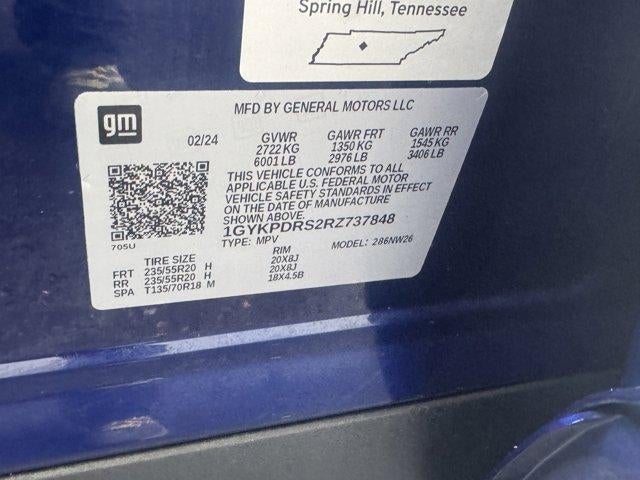 Spring Hill, Tennessee
gm
MFD BY GENERAL MOTORS LLC
02/24 GVWR GAWR FRT GAWR RR
2722 KG 1350 KG 1545 KG
6001 LB 2976 LB 3406 LB
THIS VEHICLE CONFORMS TO ALL
APPLICABLE U.S. FEDERAL MOTOR
VEHICLE SAFETY STANDARDS IN EFFECT
ON THE DATE OF MANUFACTURE
SHOWN ABOVE.
705U
1GYKPDRS2RZ737848
TYPE: MPV MODEL: 286NW26
TIRE SIZE RIM
FRT 235/55R20 H 20X8J
RR 235/55R20 H 20X8J
SPA T135/70R18 M 18X4.5B